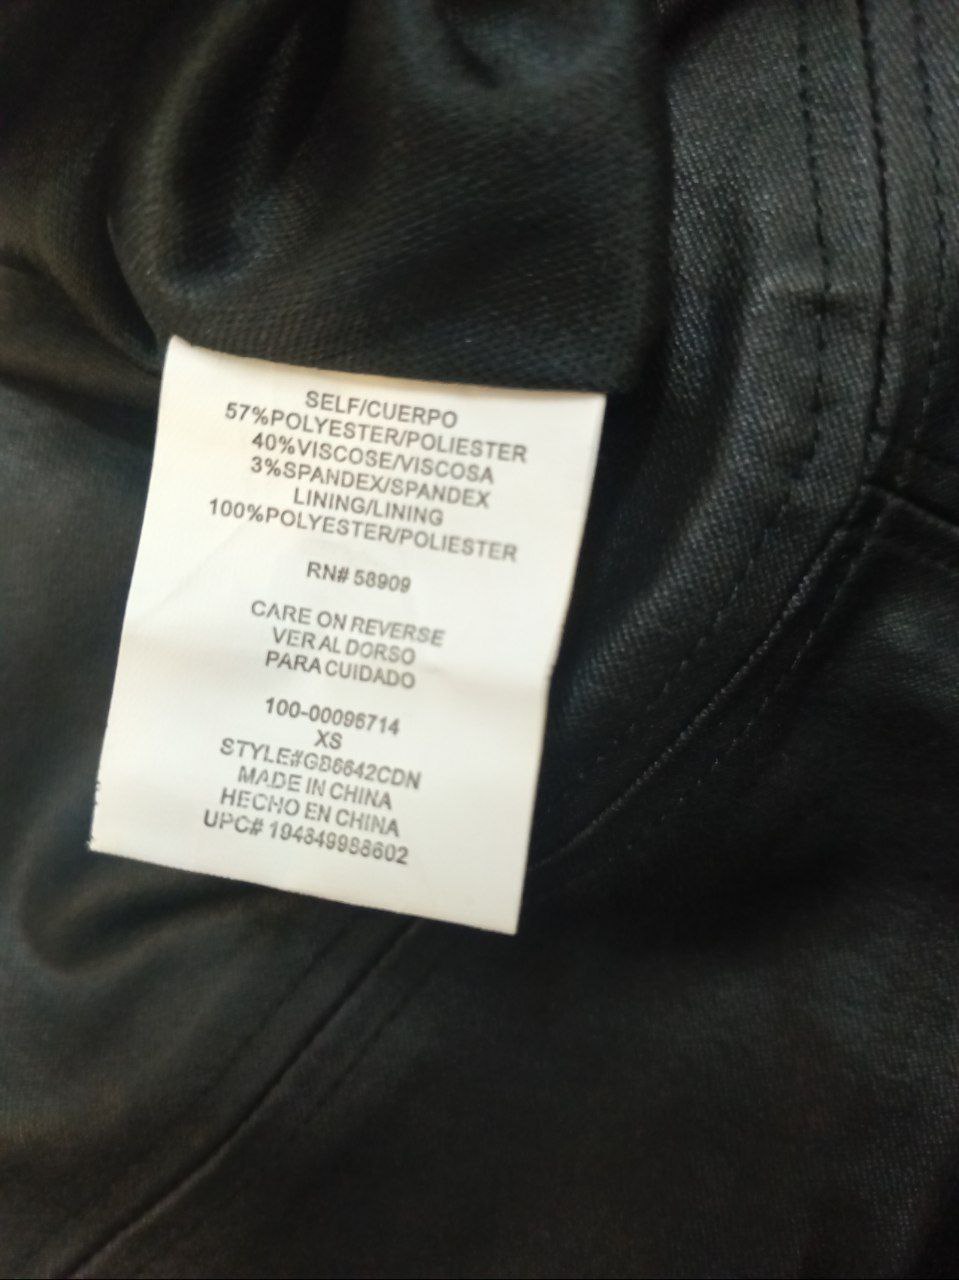 SELF/CUERPO
57%POLYESTER/POLIESTER
40%VISCOSE/VISCOSA
3%SPANDEX/SPANDEX
LINING/LINING
100%POLYESTER/POLIESTER
RN# 58909
CARE ON REVERSE
VER AL DORSO
PARA CUIDADO
100-00096714
XS
STYLE#GB6642CDN
MADE IN CHINA
HECHO EN CHINA
UPC# 194849988602